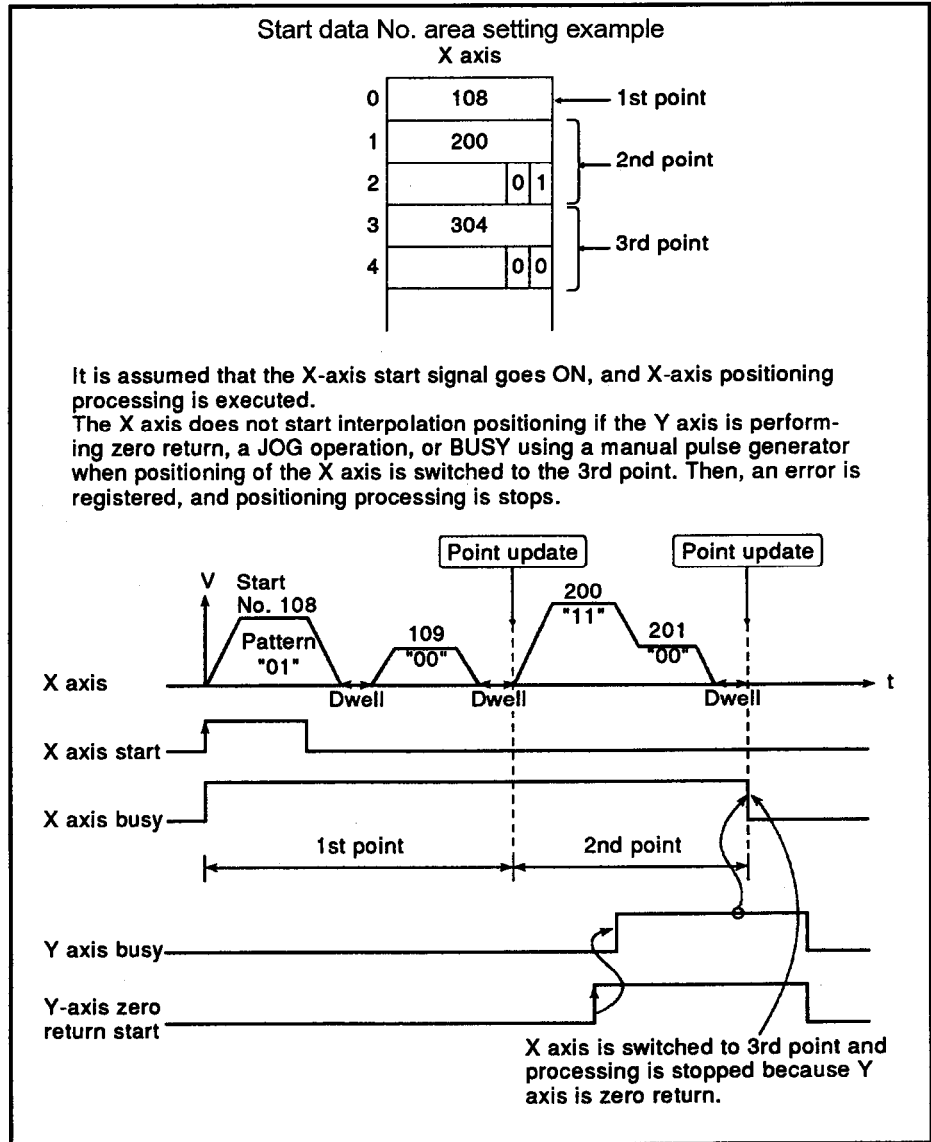 Start data No. area setting example
X axis
0 108 1st point
1 200
2nd point
2 0 1
3 304
3rd point
4 0 0
It is assumed that the X-axis start signal goes ON, and X-axis positioning
processing is executed.
The X axis does not start interpolation positioning if the Y axis is perform-
ing zero return, a JOG operation, or BUSY using a manual pulse generator
when positioning of the X axis is switched to the 3rd point. Then, an error is
registered, and positioning processing is stops.
Point update Point update
V Start
No. 108
Pattern
"01"
109
"00"
200
"11"
201
"00"
X axis
t
Dwell Dwell Dwell
X axis start
X axis busy
1st point 2nd point
Y axis busy
Y-axis zero
return start
X axis is switched to 3rd point and
processing is stopped because Y
axis is zero return.